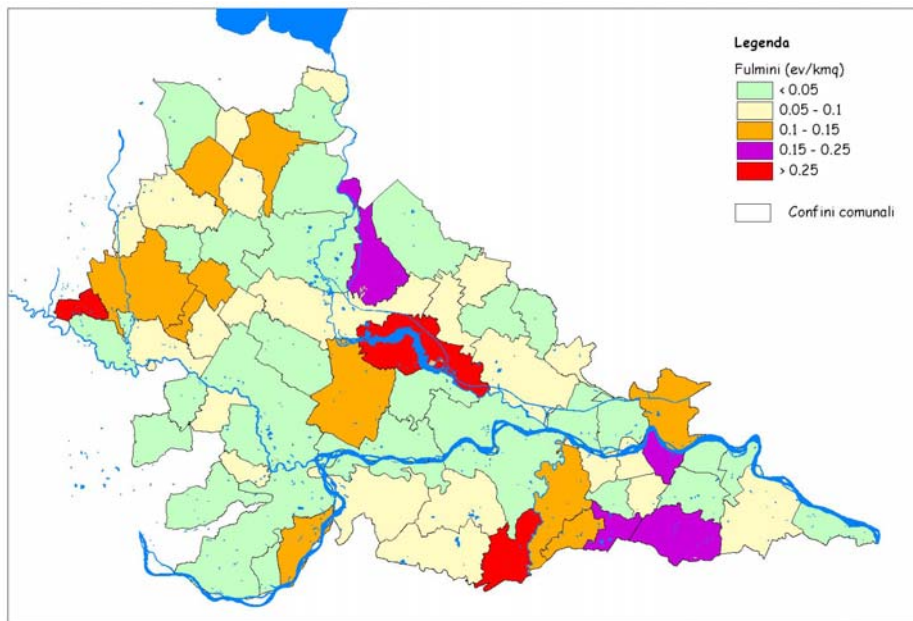 Legenda
Fulmini (ev/kmq)
< 0.05
0.05 - 0.1
0.1 - 0.15
0.15 - 0.25
> 0.25
Confini comunali